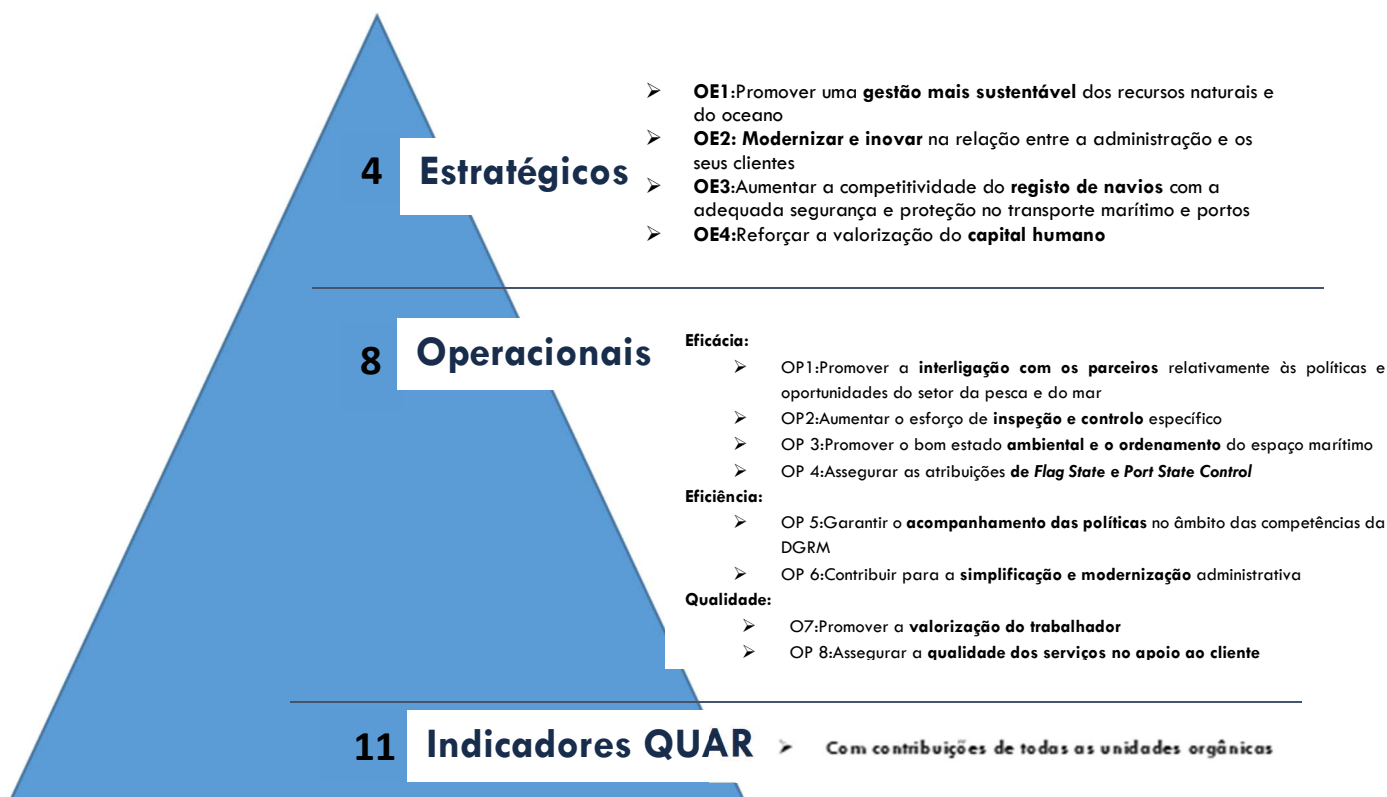 ➢ OE1:Promover uma gestão mais sustentável dos recursos naturais e
do oceano
➢ OE2: Modernizar e inovar na relação entre a administração e os
seus clientes
4 Estratégicos
➢ OE3:Aumentar a competitividade do registo de navios com a
adequada segurança e proteção no transporte marítimo e portos
➢ OE4:Reforçar a valorização do capital humano
8 Operacionais
Eficácia:
➢ OP1:Promover a interligação com os parceiros relativamente às políticas e
oportunidades do setor da pesca e do mar
➢ OP2:Aumentar o esforço de inspeção e controlo específico
➢ OP 3:Promover o bom estado ambiental e o ordenamento do espaço marítimo
➢ OP 4:Assegurar as atribuições de Flag State e Port State Control
Eficiência:
➢ OP 5:Garantir o acompanhamento das políticas no âmbito das competências da
DGRM
➢ OP 6:Contribuir para a simplificação e modernização administrativa
Qualidade:
➢ O7:Promover a valorização do trabalhador
➢ OP 8:Assegurar a qualidade dos serviços no apoio ao cliente
11 Indicadores QUAR ➢ Com contribuições de todas as unidades orgânicas